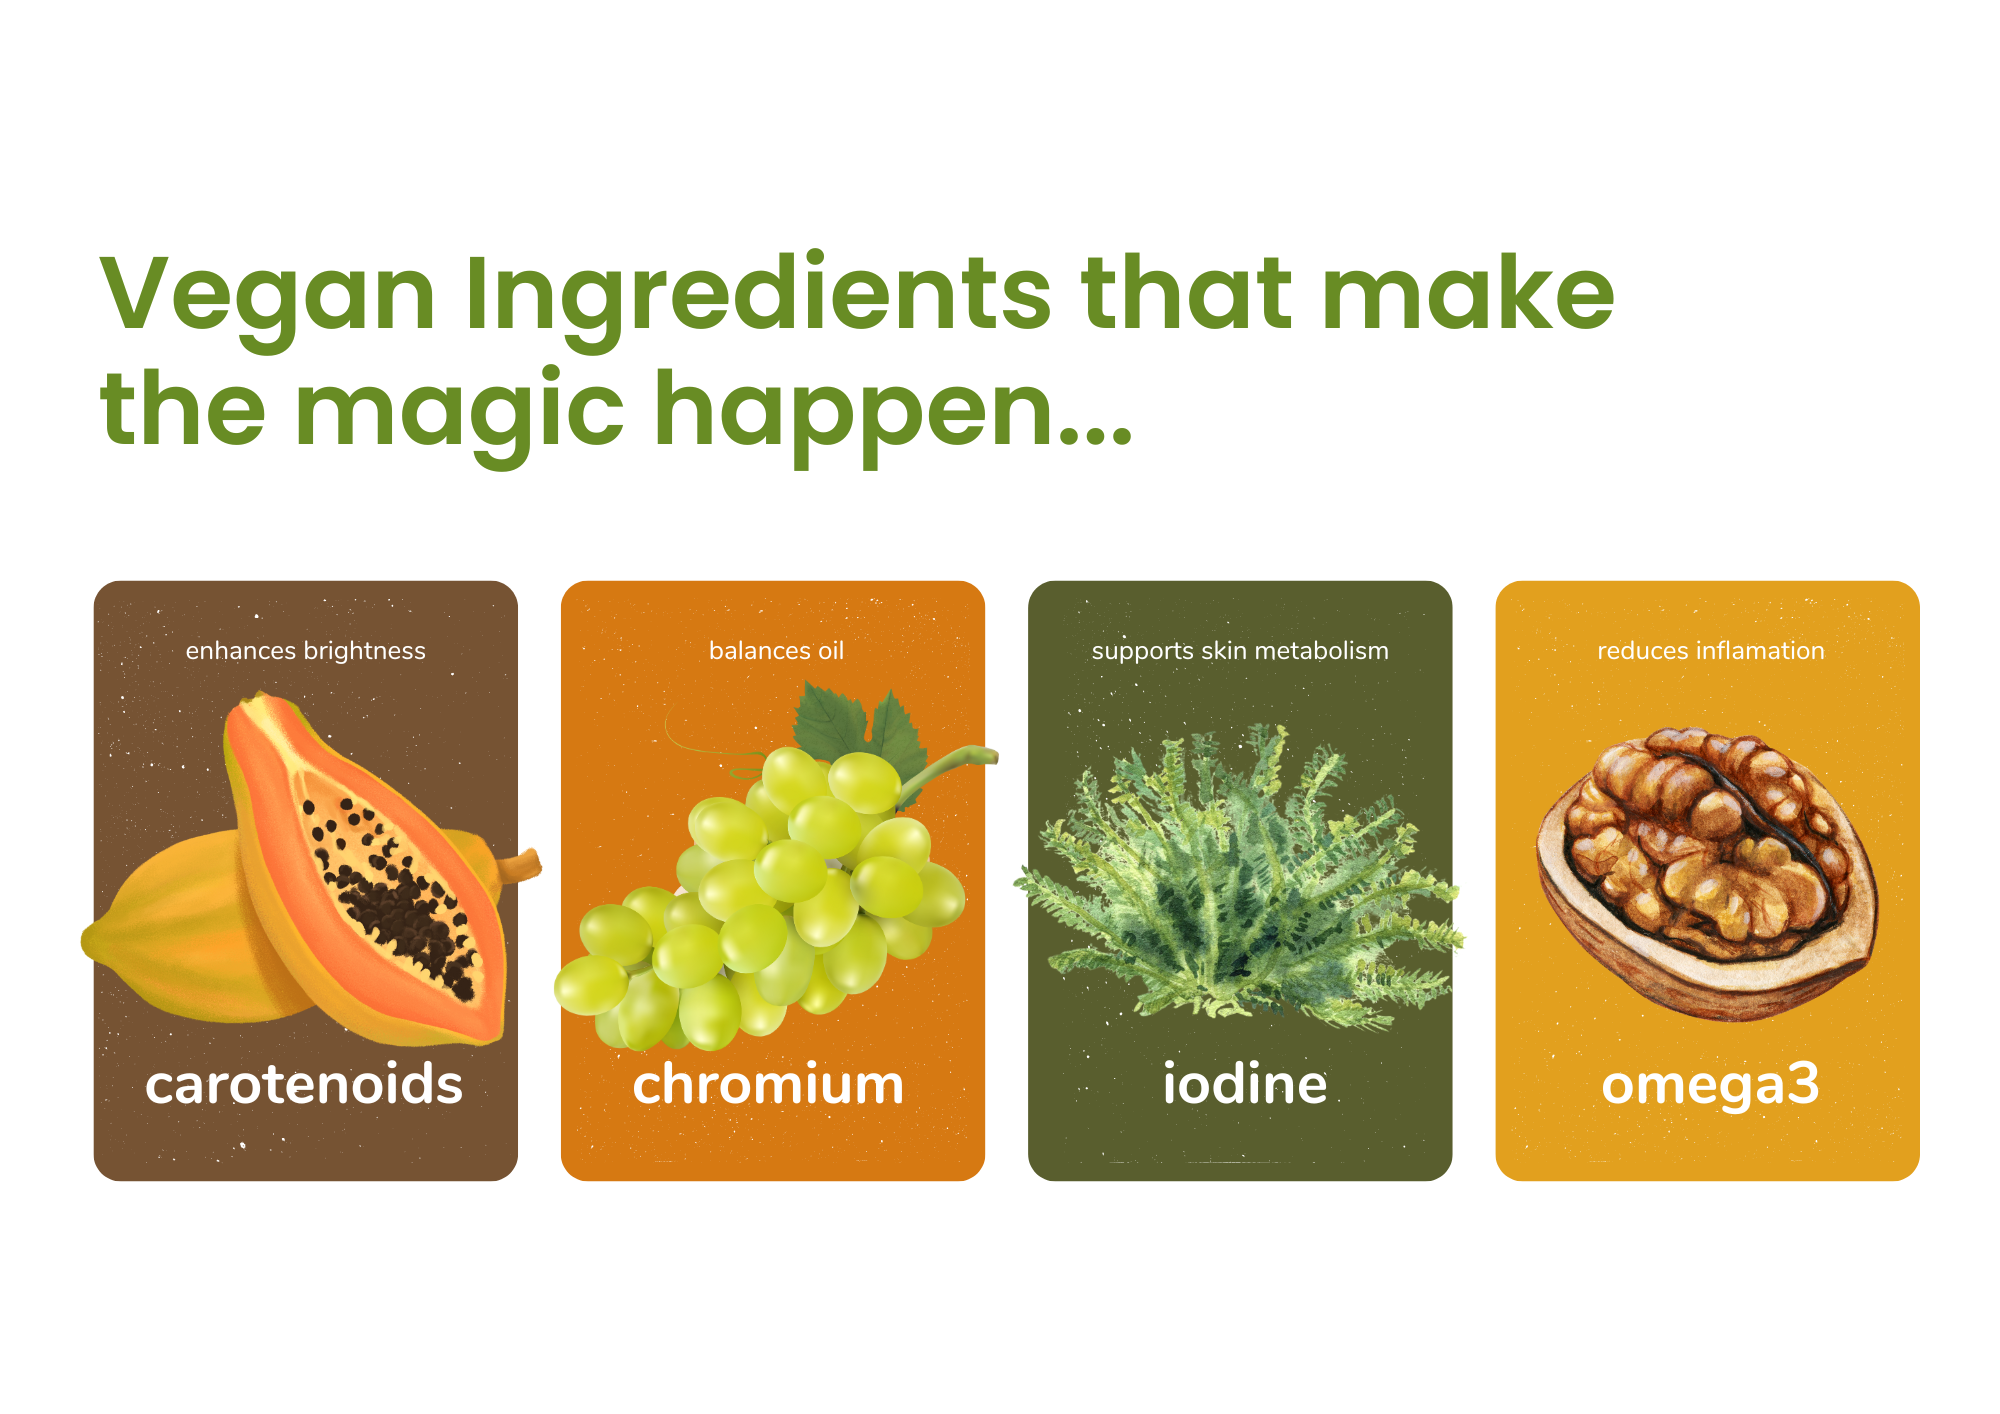 Vegan Ingredients that make
the magic happen...
enhances brightness
carotenoids
balances oil
chromium
supports skin metabolism
iodine
reduces inflamation
omega3